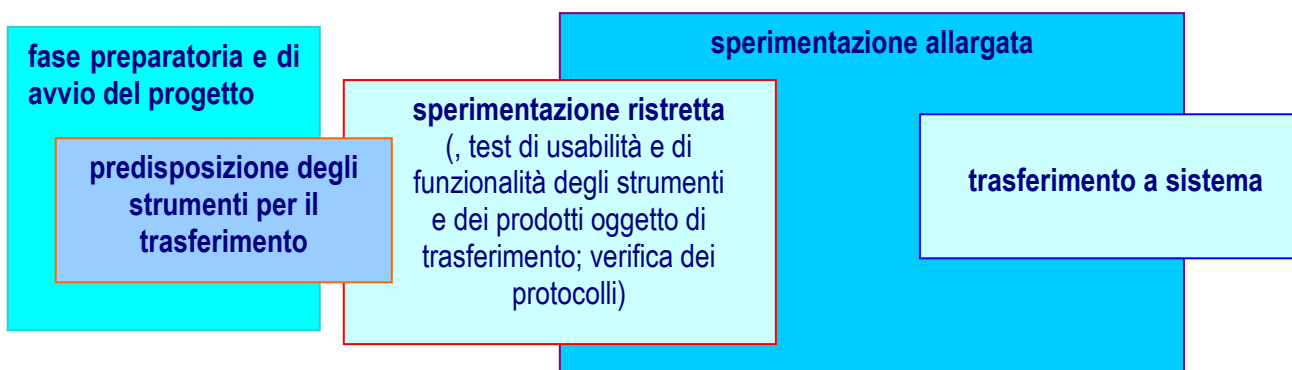 fase preparatoria e di
avvio del progetto
predisposizione degli
strumenti per il
trasferimento
sperimentazione ristretta
(, test di usabilità e di
funzionalità degli strumenti
e dei prodotti oggetto di
trasferimento; verifica dei
protocolli)
sperimentazione allargata
trasferimento a sistema